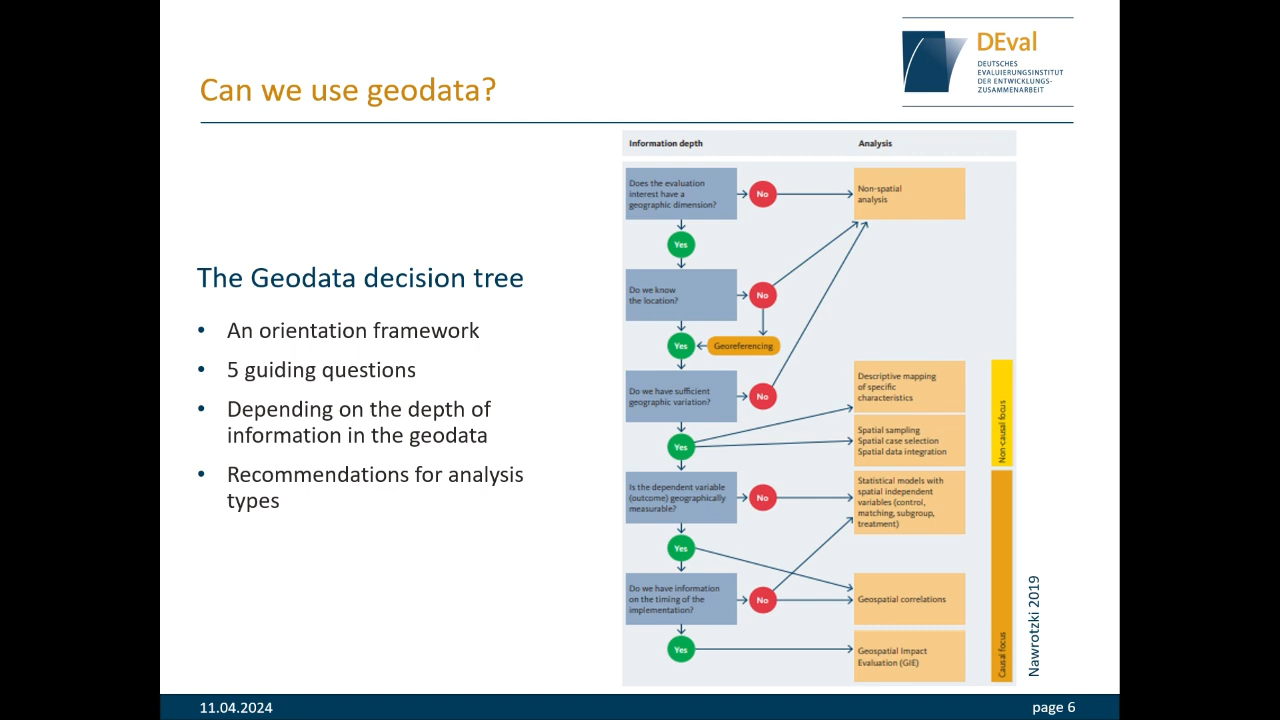 Can we use geodata?
DEval
DEUTSCHES
EVALUIERUNGSINSTITUT
DER ENTWICKLUNGS-
ZUSAMMENARBEIT
The Geodata decision tree
• An orientation framework
• 5 guiding questions
• Depending on the depth of
information in the geodata
• Recommendations for analysis
types
Information depth
Analysis
Does the evaluation
interest have a
geographic dimension?
No
Non-spatial
analysis
Yes
Do we know
the location?
No
Yes
Georeferencing
Do we have sufficient
geographic variation?
No
Descriptive mapping
of specific
characteristics
Yes
Spatial sampling
Spatial case selection
Spatial data integration
Non-causal focus
Is the dependent variable
(outcome) geographically
measurable?
No
Statistical models with
spatial independent
variables (control,
matching, subgroup,
treatment)
Yes
Do we have information
on the timing of the
implementation?
No
Geospatial correlations
Yes
Geospatial Impact
Evaluation (GIE)
Causal focus
Nawrotzki 2019
11.04.2024
page 6